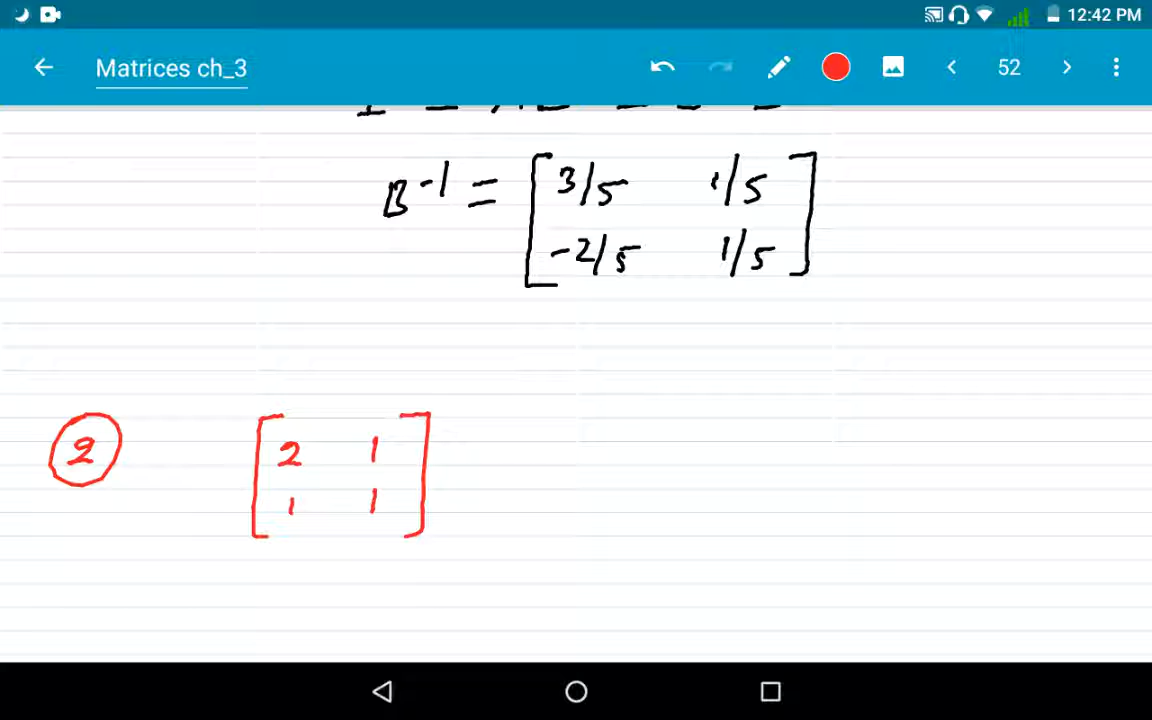 12:42 PM
Matrices ch_3
52
B⁻¹ = [3/5 1/5
-2/5 1/5]
2 [2 1
1 1]